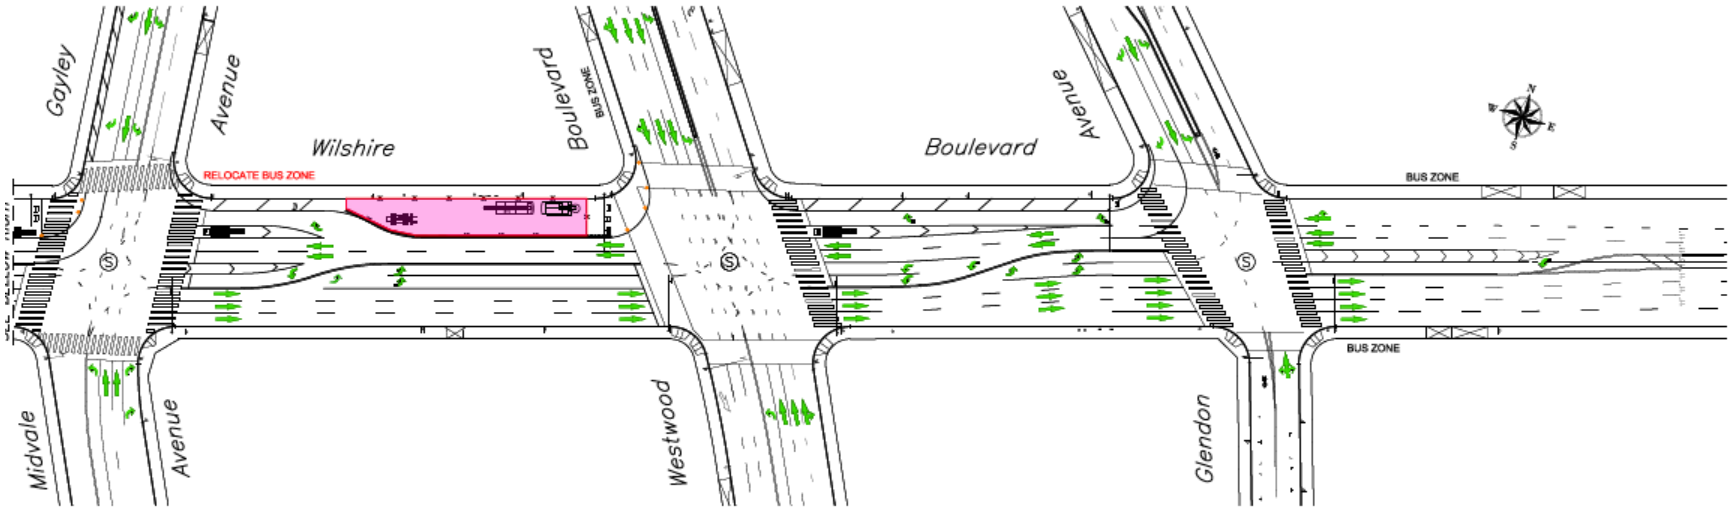 Gayley
Avenue
Wilshire
RELOCATE BUS ZONE
Boulevard
BUS ZONE
Avenue
Boulevard
N
W
E
S
BUS ZONE
S
S
S
BUS ZONE
Midvale
Avenue
Westwood
Glendon